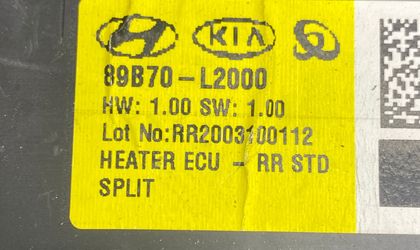 KIA
89B70-L2000
HW: 1.00 SW: 1.00
Lot No:RR2003100112
HEATER ECU - RR STD
SPLIT